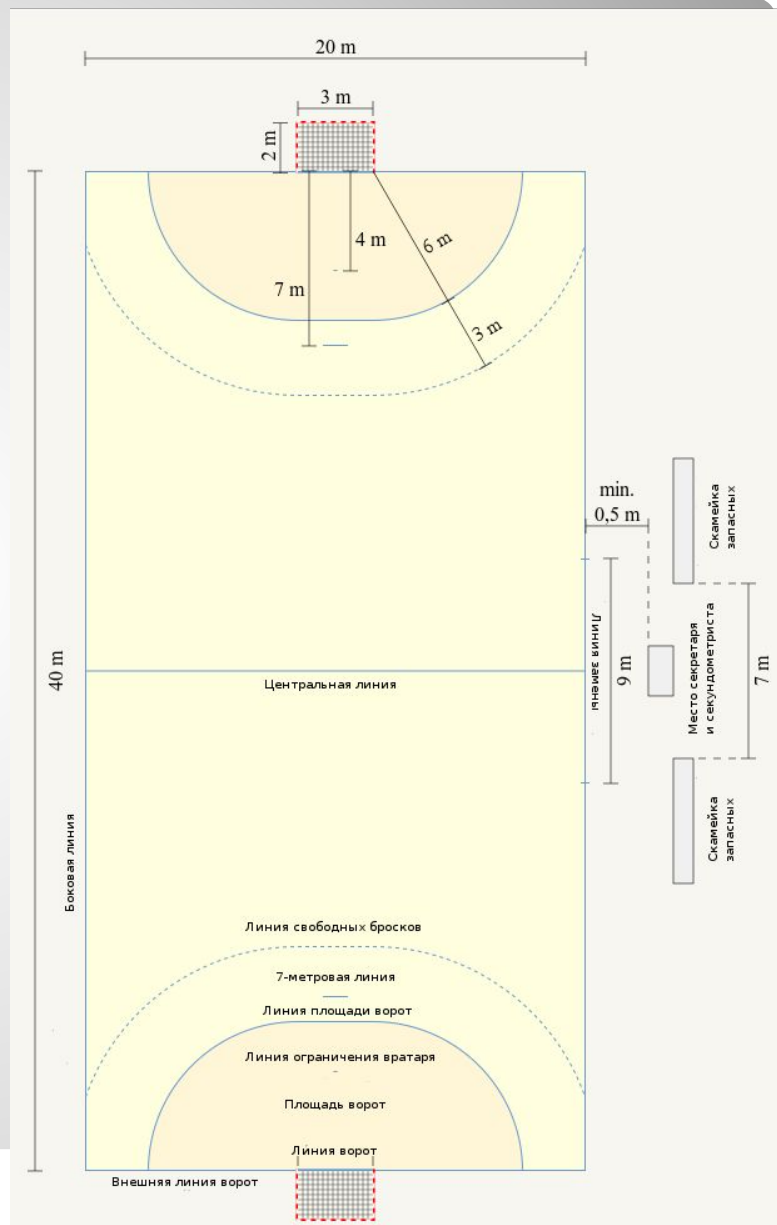 20 m
3 m
2 m
4 m
6 m
7 m
3 m
min.
0,5 m
Скамейка
запасных
Линия замены
9 m
Место секретаря
и секундометриста
7 m
40 m
Центральная линия
Скамейка
запасных
Боковая линия
Линия свободных бросков
7-метровая линия
Линия площади ворот
Линия ограничения вратаря
Площадь ворот
Линия ворот
Внешняя линия ворот